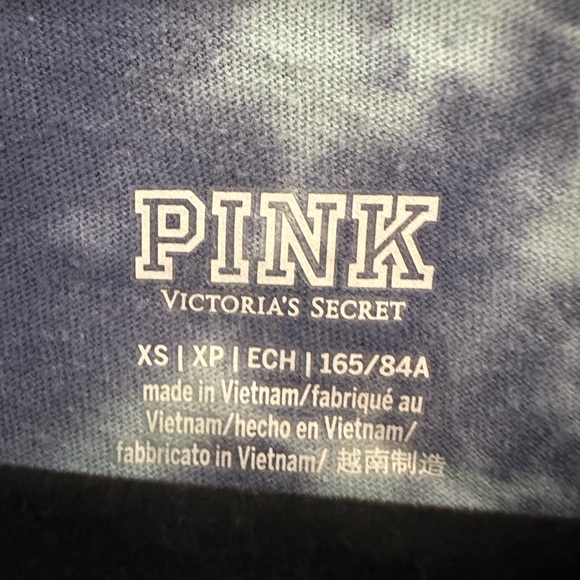 PINK
VICTORIA'S SECRET
XS | XP | ECH | 165/84A
made in Vietnam/fabriqué au
Vietnam/hecho en Vietnam/
fabbricato in Vietnam/ 越南制造